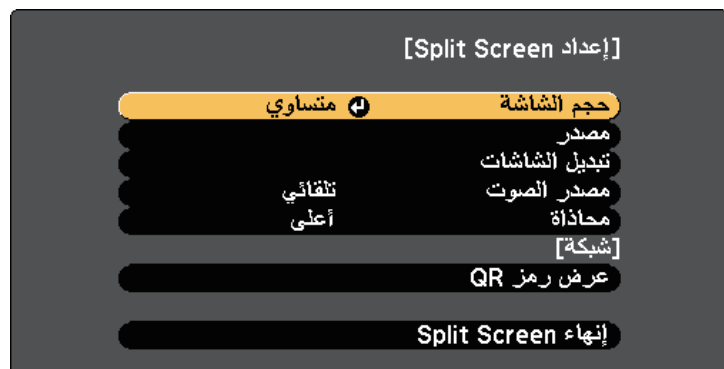 [إعداد Split Screen]
حجم الشاشة متساوي
مصدر
تبديل الشاشات
مصدر الصوت تلقائي
محاذاة أعلى
[شبكة]
عرض رمز QR
إنهاء Split Screen